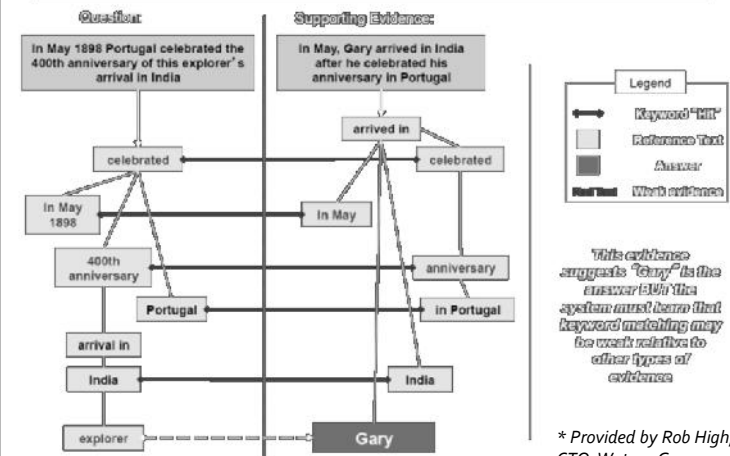 Question:
In May 1898 Portugal celebrated the
400th anniversary of this explorer's
arrival in India
celebrated
In May
1898
400th
anniversary
Portugal
arrival in
India
explorer
Supporting Evidence:
In May, Gary arrived in India
after he celebrated his
anniversary in Portugal
arrived in
celebrated
In May
anniversary
in Portugal
India
Gary
Legend
Keyword "Hit"
Reference Text
Answer
Red Text
Weak evidence
This evidence
suggests "Gary" is the
answer BUT the
system must learn that
keyword matching may
be weak relative to
other types of
evidence
* Provided by Rob High,